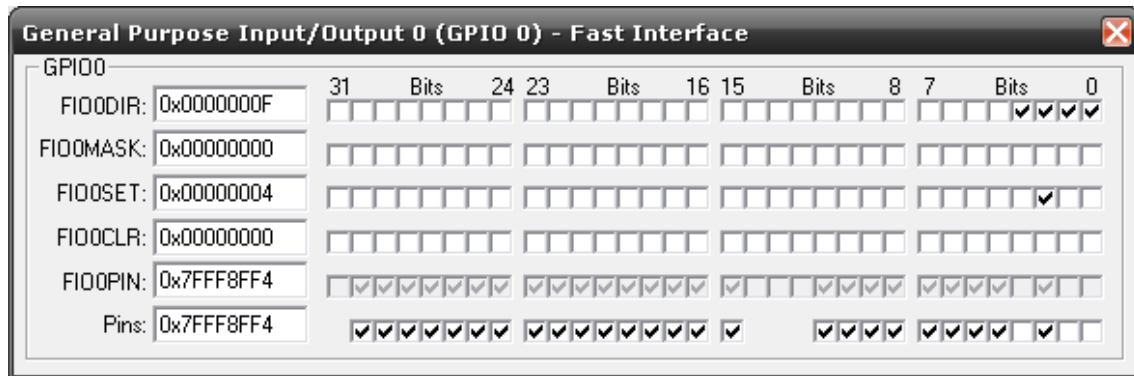 General Purpose Input/Output 0 (GPIO 0) - Fast Interface
GPIO0
31 Bits 24 23 Bits 16 15 Bits 8 7 Bits 0
FIO0DIR: 0x0000000F
FIO0MASK: 0x00000000
FIO0SET: 0x00000004
FIO0CLR: 0x00000000
FIO0PIN: 0x7FFF8FF4
Pins: 0x7FFF8FF4